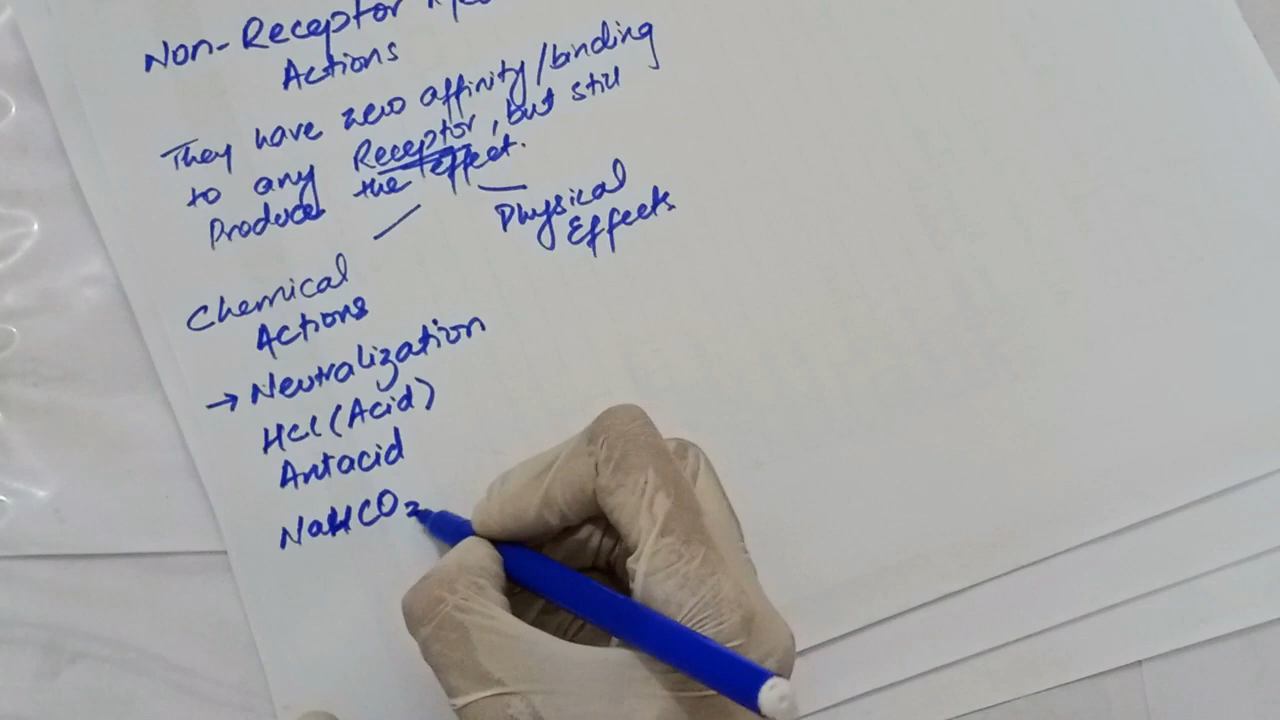 Non-Receptor
Actions
They have zero affinity/binding
to any Receptor, but still
Produces the effect.
Physical
Effects
Chemical
Actions
→ Neutralization
HCl (Acid)
Antacid
NaHCO3